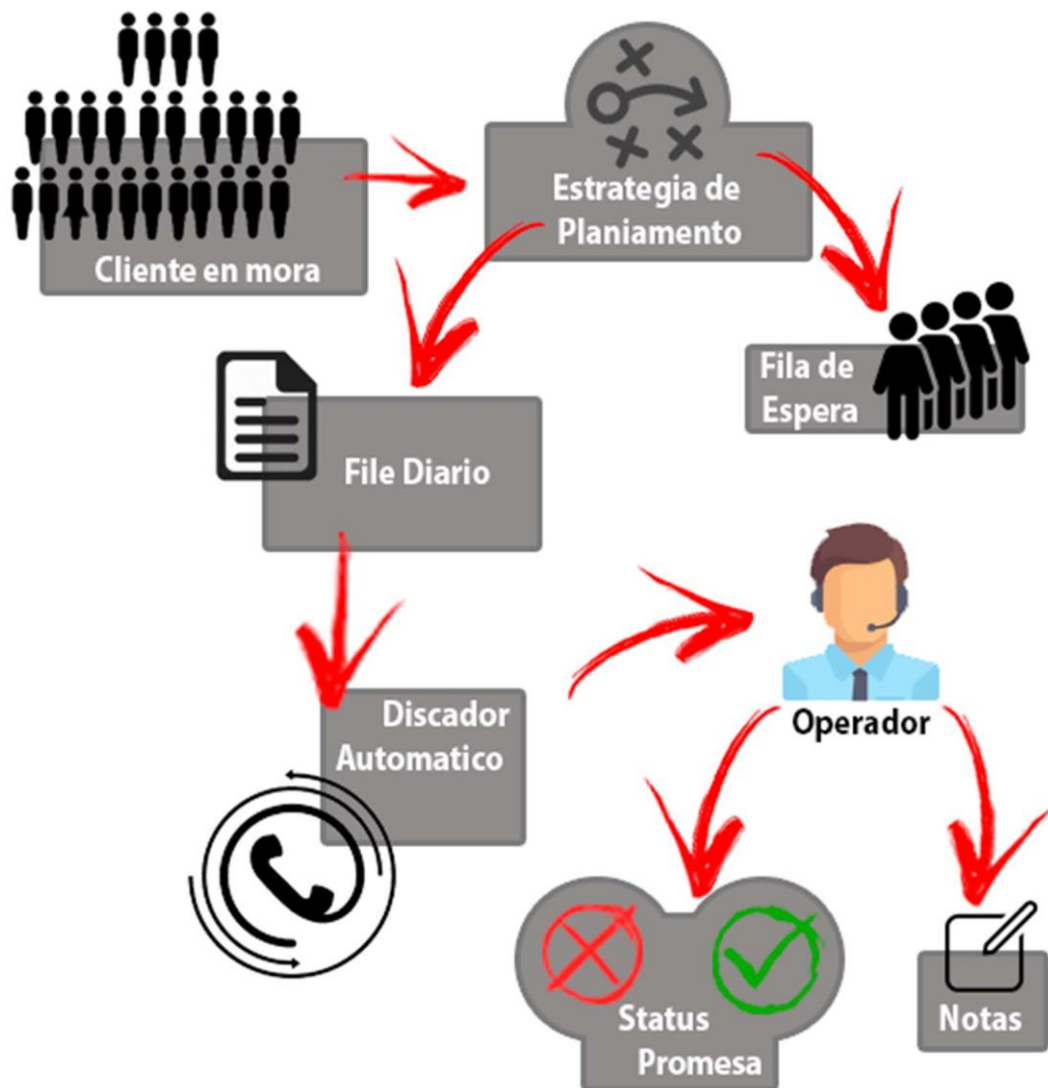 Cliente en mora
Estrategia de
Planiamento
Fila de
Espera
File Diario
Discador
Automatico
Operador
Status
Promesa
Notas